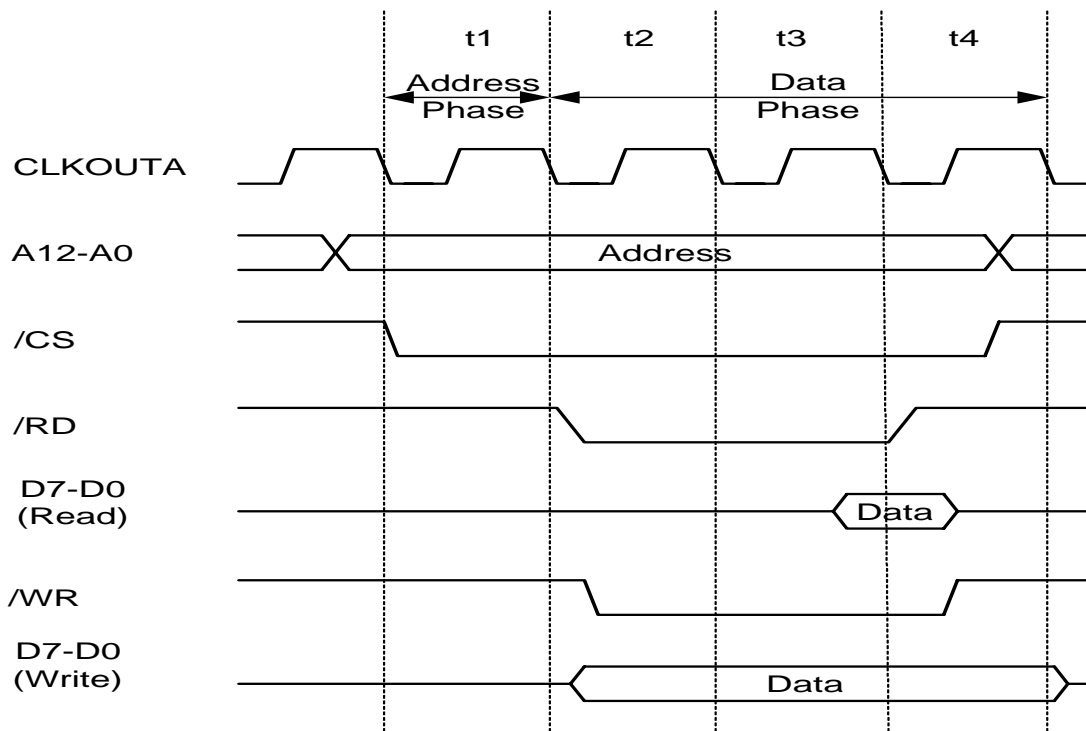 t1 t2 t3 t4
Address Data
Phase Phase
CLKOUTA
A12-A0 Address
/CS
/RD
D7-D0
(Read) Data
/WR
D7-D0
(Write) Data